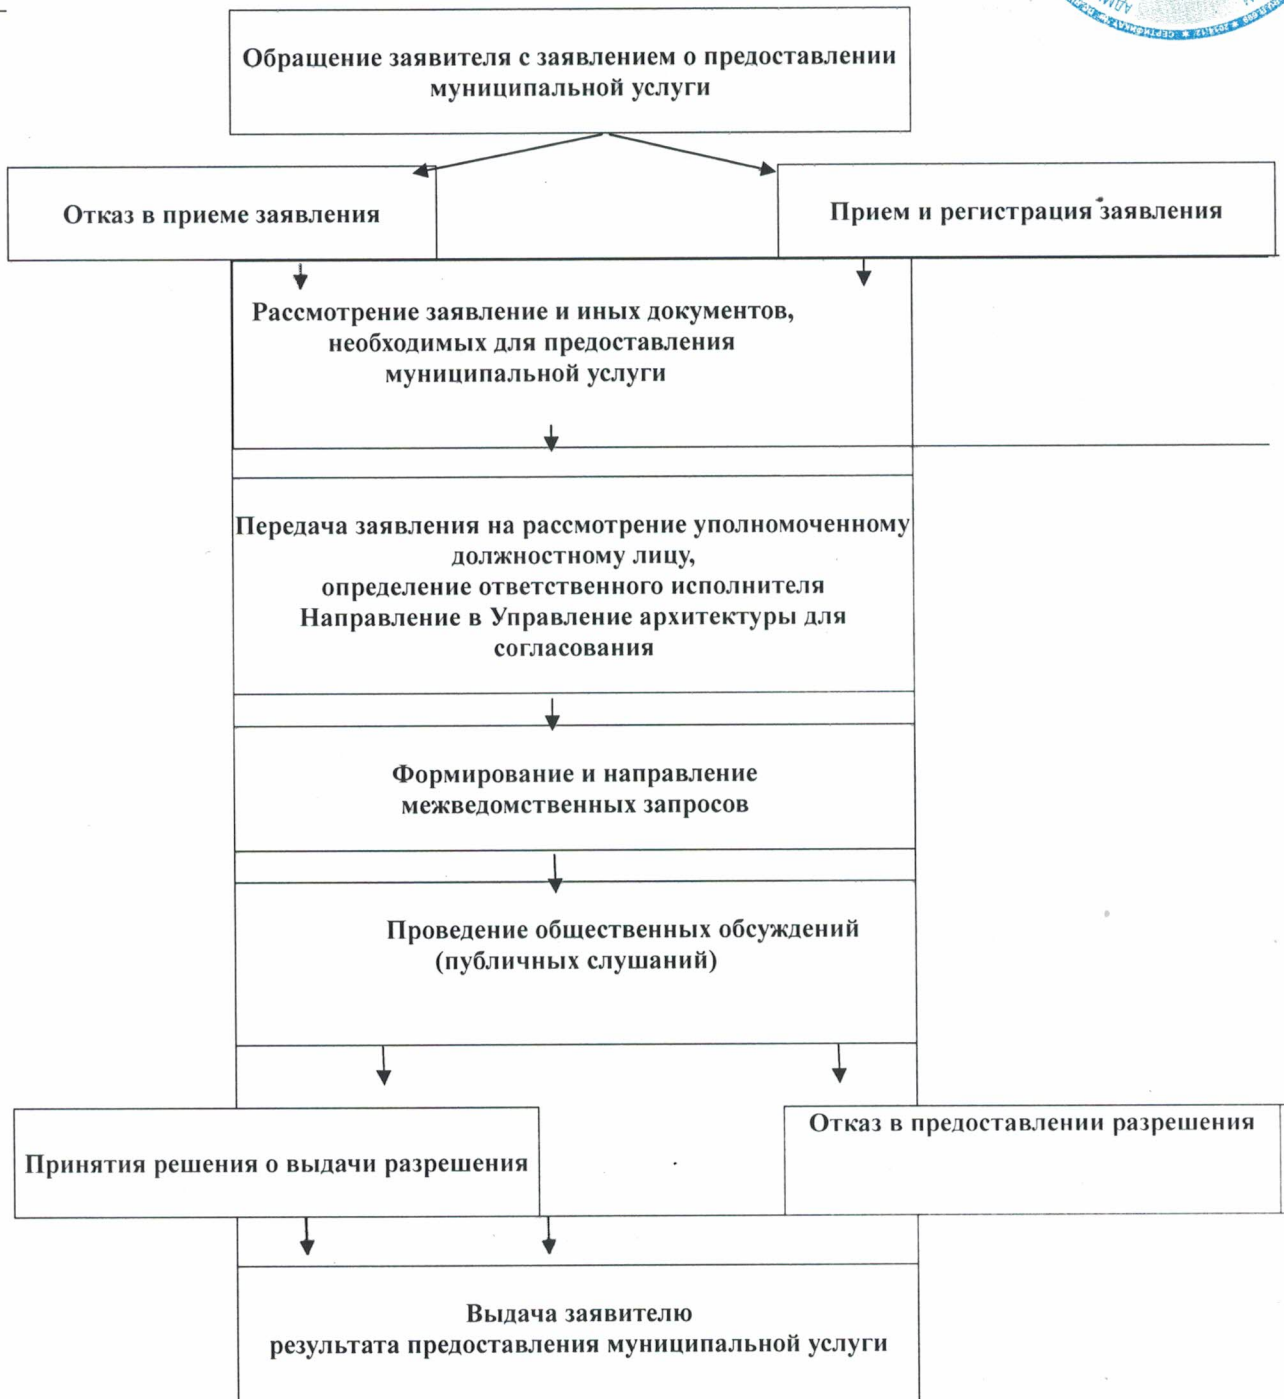 Обращение заявителя с заявлением о предоставлении
муниципальной услуги
Отказ в приеме заявления
Прием и регистрация заявления
Рассмотрение заявление и иных документов,
необходимых для предоставления
муниципальной услуги
Передача заявления на рассмотрение уполномоченному
должностному лицу,
определение ответственного исполнителя
Направление в Управление архитектуры для
согласования
Формирование и направление
межведомственных запросов
Проведение общественных обсуждений
(публичных слушаний)
Принятия решения о выдачи разрешения
Отказ в предоставлении разрешения
Выдача заявителю
результата предоставления муниципальной услуги